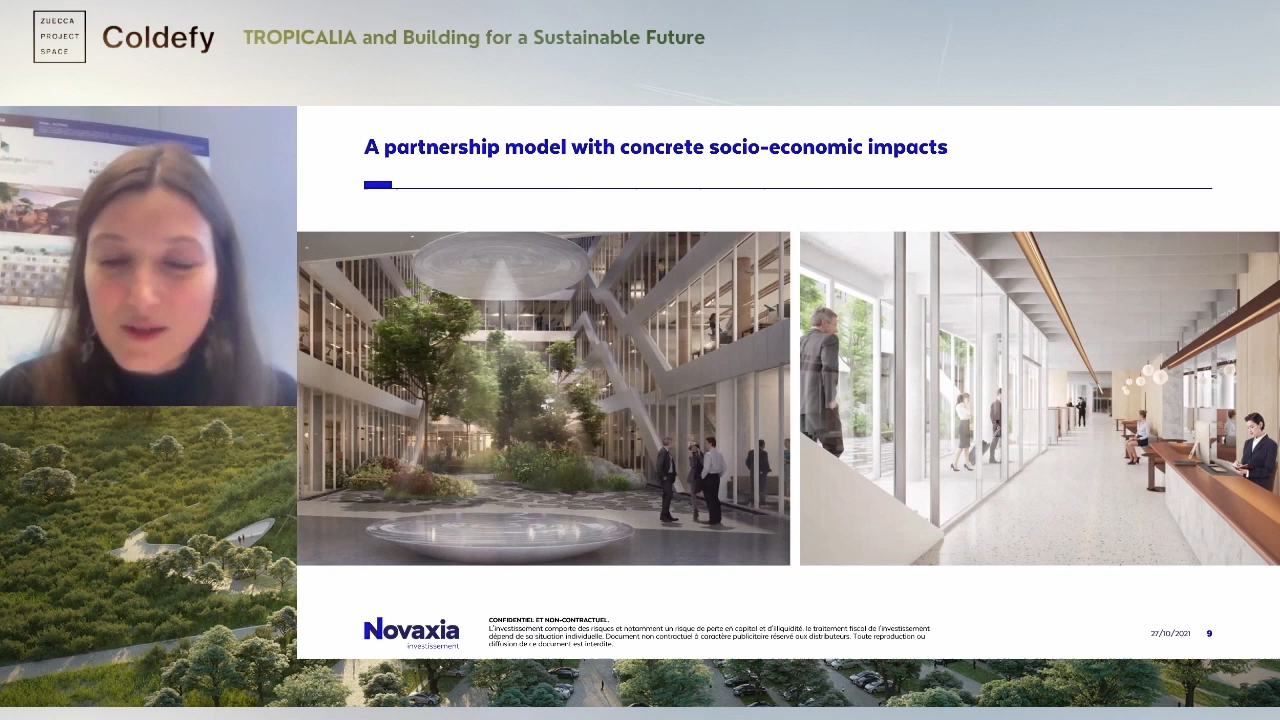 ZUECCA
PROJECT
SPACE
Coldefy
TROPICALIA and Building for a Sustainable Future
A partnership model with concrete socio-economic impacts
Novaxia
investissement
CONFIDENTIEL ET NON-CONTRACTUEL.
L'investissement comporte des risques et notamment un risque de perte en capital et d'illiquidité. le traitement fiscal de l'investissement
dépend de sa situation individuelle. Document non contractuel à caractère publicitaire réservé aux distributeurs. Toute reproduction ou
diffusion de ce document est interdite.
27/10/2021 9